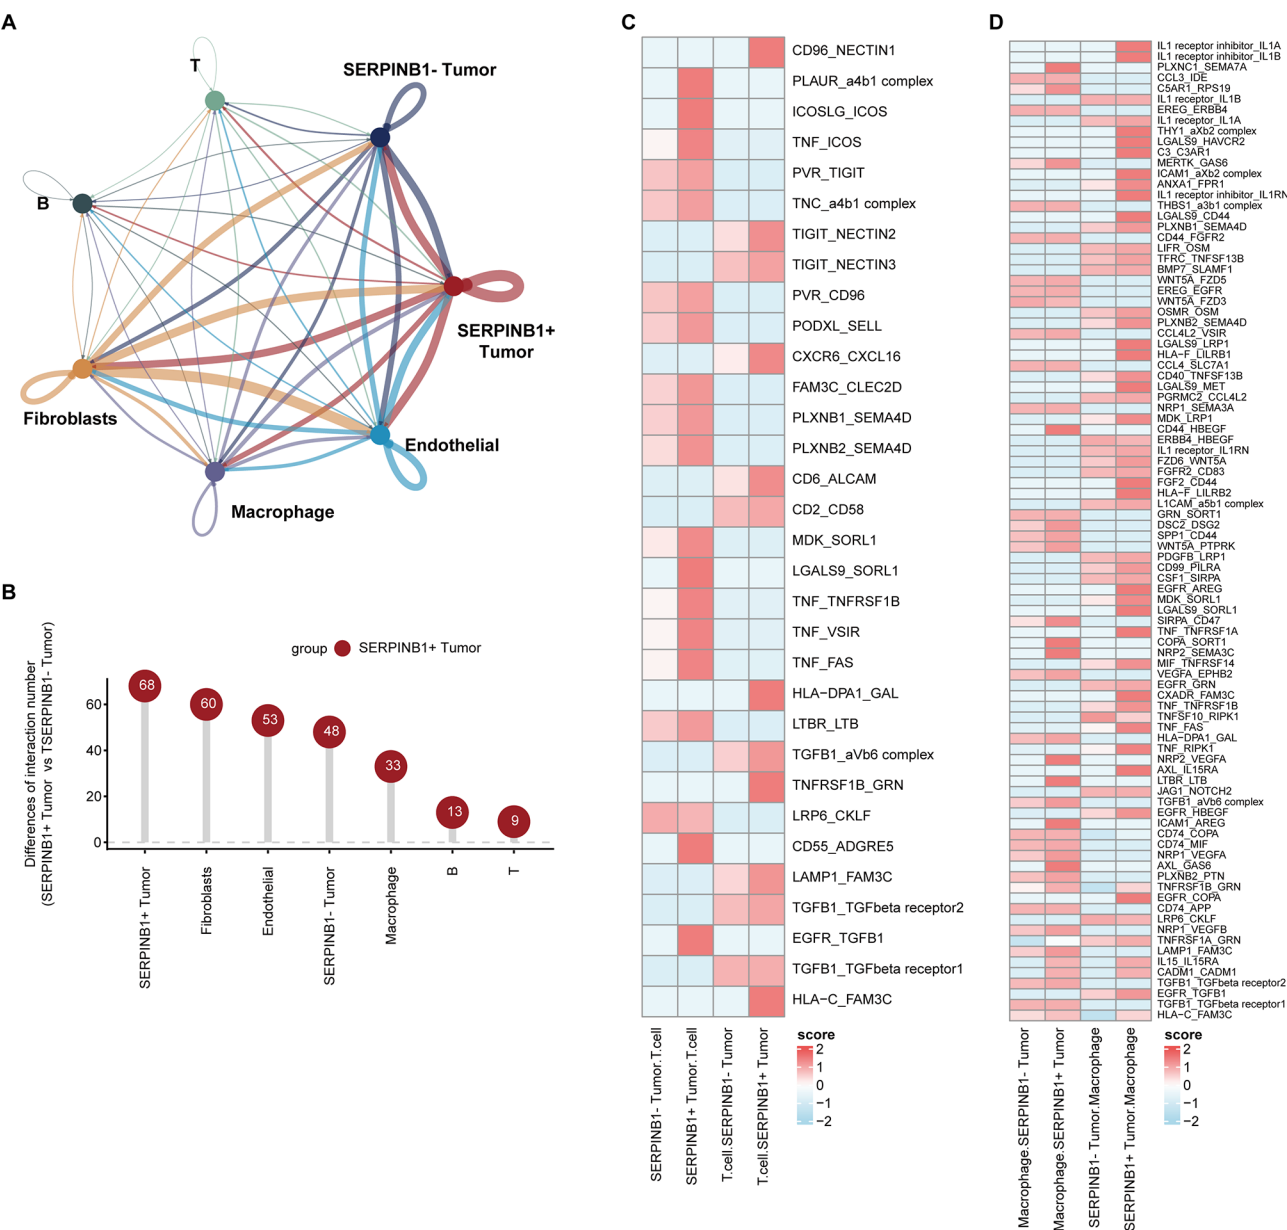 A
T
SERPINB1- Tumor
B
SERPINB1+
Tumor
Fibroblasts
Endothelial
Macrophage
B
Differences of interaction number
(SERPINB1+ Tumor vs TSERPINB1- Tumor)
group SERPINB1+ Tumor
60
40
20
0
68
60
53
48
33
13
9
SERPINB1+ Tumor
Fibroblasts
Endothelial
SERPINB1- Tumor
Macrophage
B
T
C
CD96_NECTIN1
PLAUR_a4b1 complex
ICOSLG_ICOS
TNF_ICOS
PVR_TIGIT
TNC_a4b1 complex
TIGIT_NECTIN2
TIGIT_NECTIN3
PVR_CD96
PODXL_SELL
CXCR6_CXCL16
FAM3C_CLEC2D
PLXNB1_SEMA4D
PLXNB2_SEMA4D
CD6_ALCAM
CD2_CD58
MDK_SORL1
LGALS9_SORL1
TNF_TNFRSF1B
TNF_VSIR
TNF_FAS
HLA−DPA1_GAL
LTBR_LTB
TGFB1_aVb6 complex
TNFRSF1B_GRN
LRP6_CKLF
CD55_ADGRE5
LAMP1_FAM3C
TGFB1_TGFbeta receptor2
EGFR_TGFB1
TGFB1_TGFbeta receptor1
HLA−C_FAM3C
SERPINB1- Tumor.T.cell
SERPINB1+ Tumor.T.cell
T.cell.SERPINB1- Tumor
T.cell.SERPINB1+ Tumor
score
2
1
0
−1
−2
D
IL1 receptor inhibitor_IL1A
IL1 receptor inhibitor_IL1B
PLXNC1_SEMA7A
CCL3_IDE
C5AR1_RPS19
IL1 receptor_IL1B
EREG_ERBB4
IL1 receptor_IL1A
THY1_aXb2 complex
LGALS9_HAVCR2
C3_C3AR1
MERTK_GAS6
ICAM1_aXb2 complex
ANXA1_FPR1
IL1 receptor inhibitor_IL1RN
THBS1_a3b1 complex
LGALS9_CD44
PLXNB1_SEMA4D
CD44_FGFR2
LIFR_OSM
TFRC_TNFSF13B
BMP7_SLAMF1
WNT5A_FZD5
EREG_EGFR
WNT5A_FZD3
OSMR_OSM
PLXNB2_SEMA4D
CCL4L2_VSIR
LGALS9_LRP1
HLA−F_LILRB1
CCL4_SLC7A1
CD40_TNFSF13B
LGALS9_MET
PGRMC2_CCL4L2
NRP1_SEMA3A
MDK_LRP1
CD44_HBEGF
ERBB4_HBEGF
IL1 receptor_IL1RN
FZD6_WNT5A
FGFR2_CD83
FGF2_CD44
HLA−F_LILRB2
L1CAM_a5b1 complex
GRN_SORT1
DSC2_DSG2
SPP1_CD44
WNT5A_PTPRK
PDGFB_LRP1
CD99_PILRA
CSF1_SIRPA
EGFR_AREG
MDK_SORL1
LGALS9_SORL1
SIRPA_CD47
TNF_TNFRSF1A
COPA_SORT1
NRP2_SEMA3C
MIF_TNFRSF14
VEGFA_EPHB2
EGFR_GRN
CXADR_FAM3C
TNF_TNFRSF1B
TNFSF10_RIPK1
TNF_FAS
HLA−DPA1_GAL
TNF_RIPK1
NRP2_VEGFA
AXL_IL15RA
LTBR_LTB
JAG1_NOTCH2
TGFB1_aVb6 complex
EGFR_HBEGF
ICAM1_AREG
CD74_COPA
CD74_MIF
NRP1_VEGFA
AXL_GAS6
PLXNB2_PTN
TNFRSF1B_GRN
EGFR_COPA
CD74_APP
LRP6_CKLF
NRP1_VEGFB
TNFRSF1A_GRN
LAMP1_FAM3C
IL15_IL15RA
CADM1_CADM1
TGFB1_TGFbeta receptor2
EGFR_TGFB1
TGFB1_TGFbeta receptor1
HLA−C_FAM3C
Macrophage.SERPINB1- Tumor
Macrophage.SERPINB1+ Tumor
SERPINB1- Tumor.Macrophage
SERPINB1+ Tumor.Macrophage
score
2
1
0
−1
−2